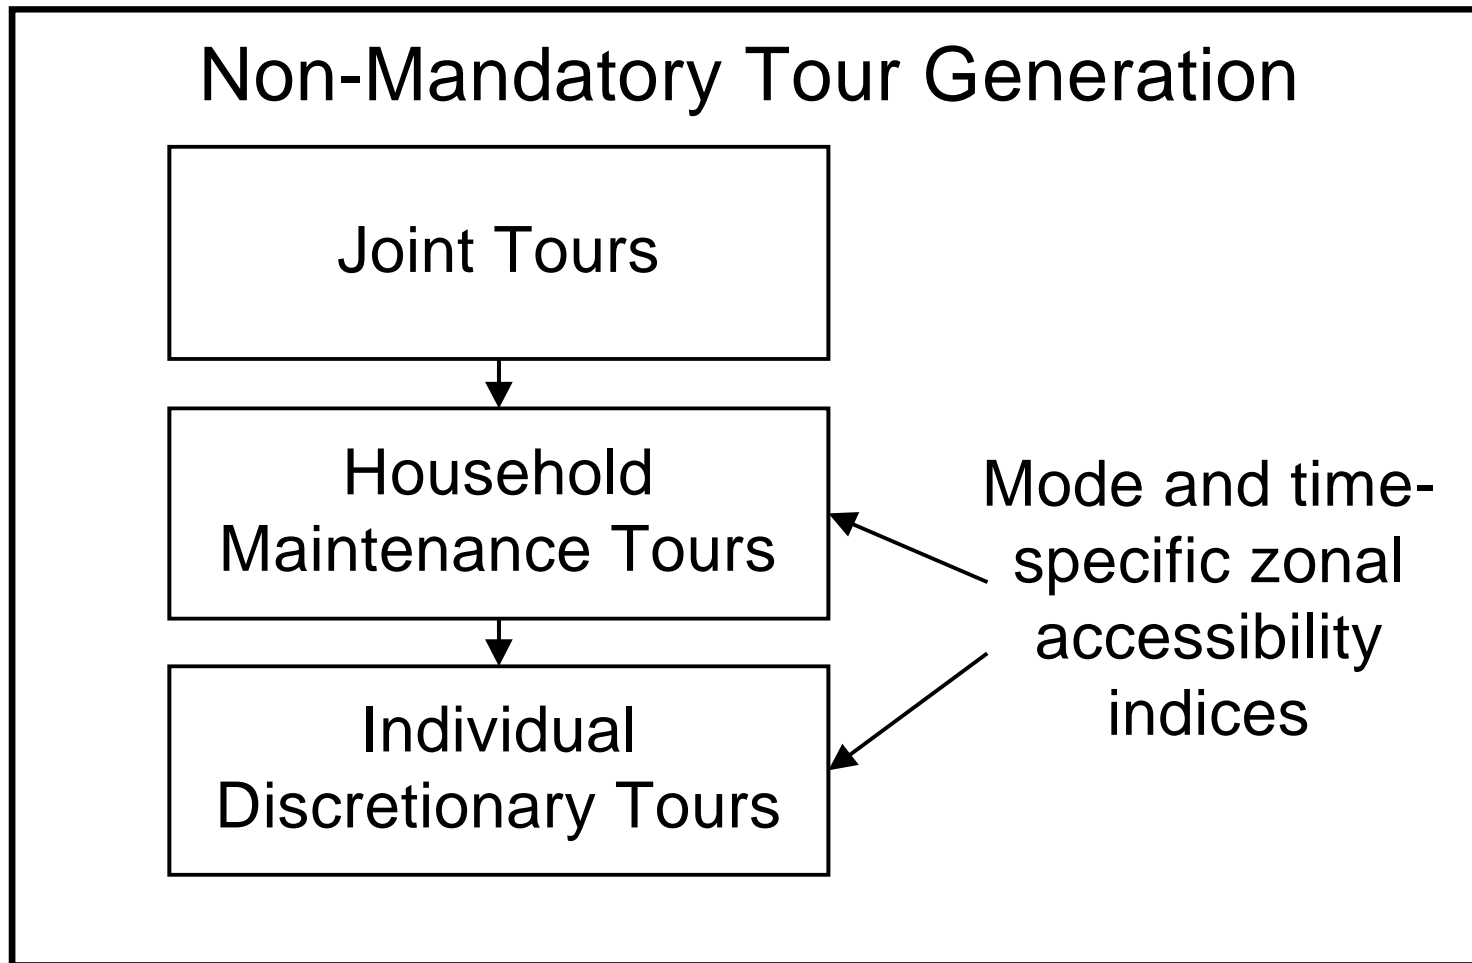 Non-Mandatory Tour Generation
Joint Tours
Household
Maintenance Tours
Individual
Discretionary Tours
Mode and time-
specific zonal
accessibility
indices